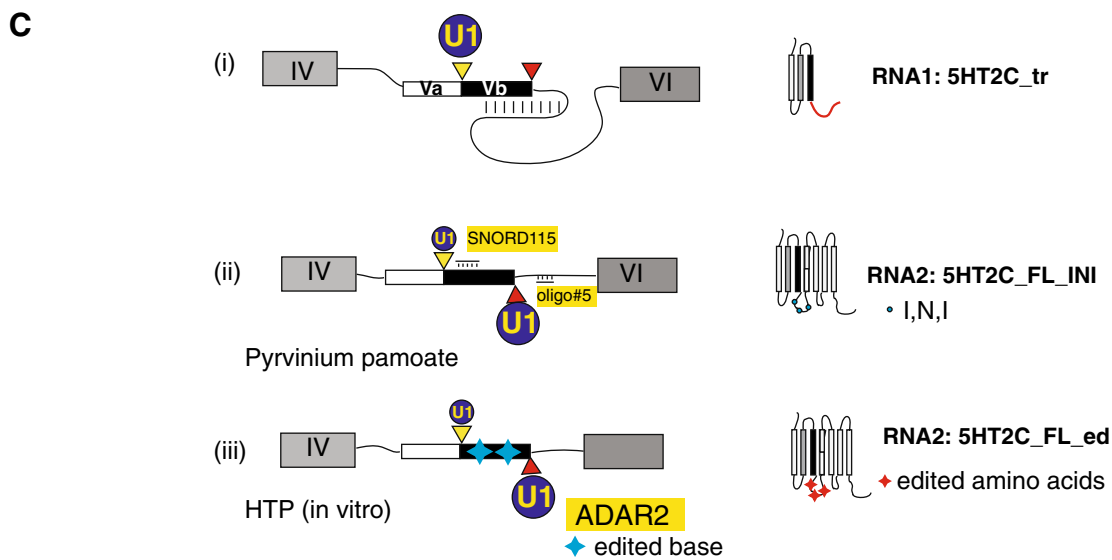 C
(i)
U1
IV
Va
Vb
VI
RNA1: 5HT2C_tr
(ii)
U1
SNORD115
IV
VI
oligo#5
U1
RNA2: 5HT2C_FL_INI
I,N,I
Pyrvinium pamoate
(iii)
U1
IV
U1
RNA2: 5HT2C_FL_ed
edited amino acids
HTP (in vitro)
ADAR2
edited base